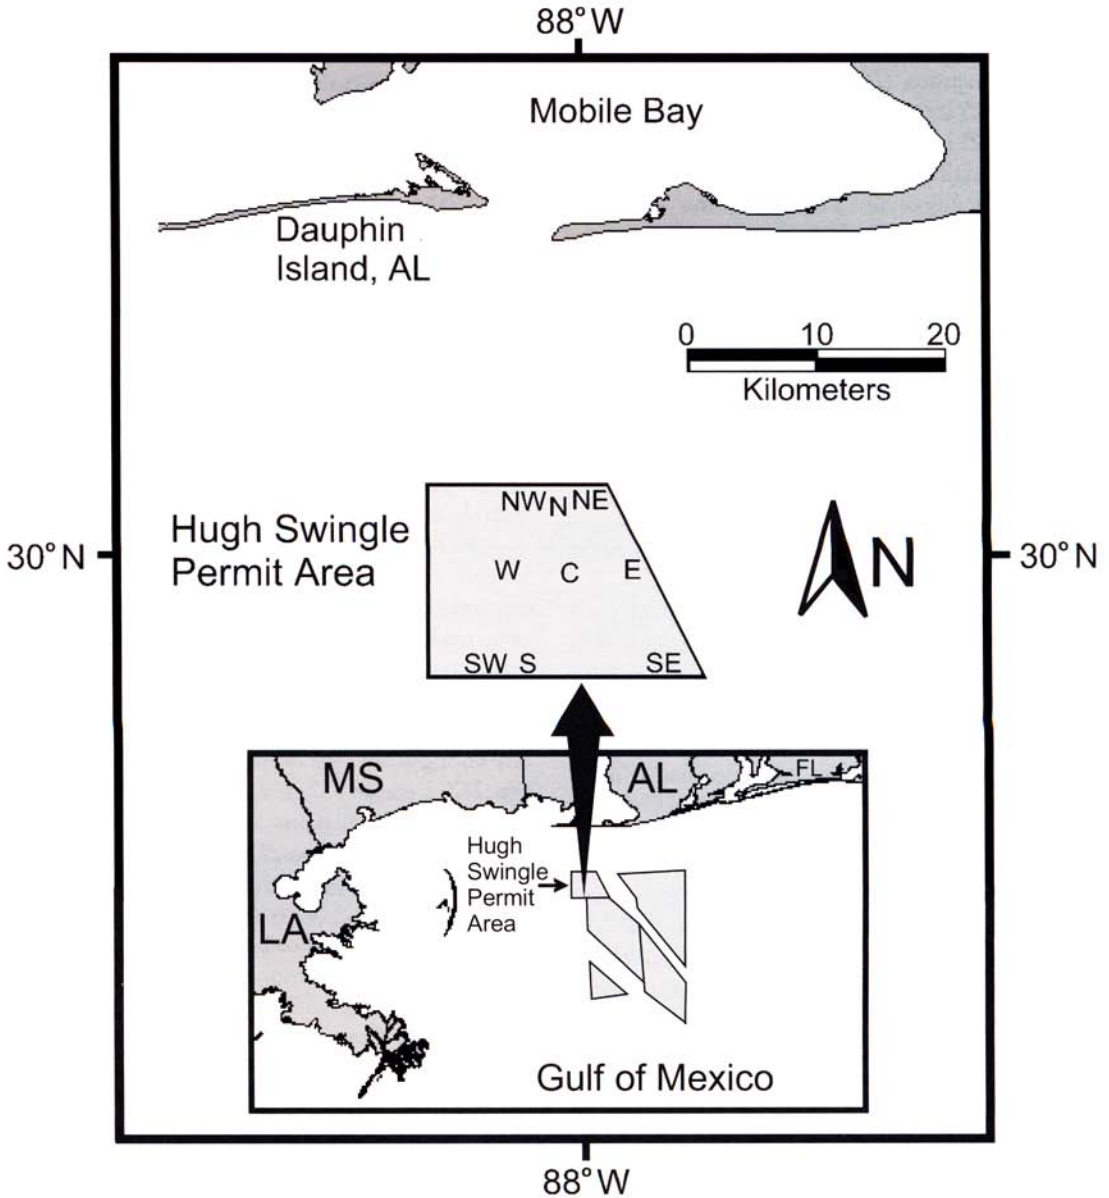 88° W
Mobile Bay
Dauphin
Island, AL
0 10 20
Kilometers
Hugh Swingle
Permit Area
NW N NE
30° N
30° N
W C E
N
SW S SE
MS
AL
FL
Hugh
Swingle
Permit
Area
LA
Gulf of Mexico
88° W